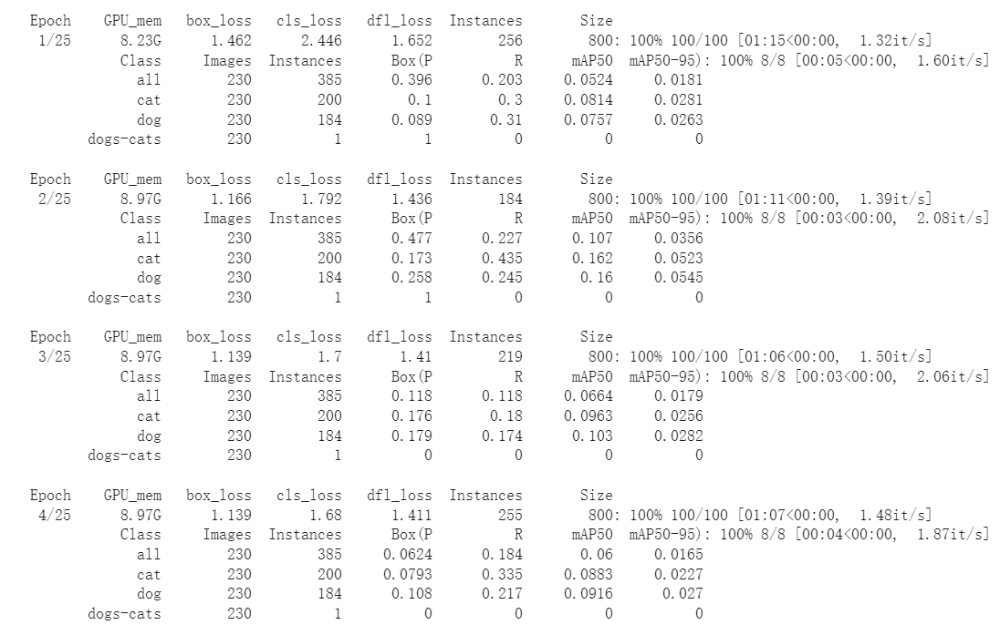 Epoch GPU_mem box_loss cls_loss dfl_loss Instances Size
1/25 8.23G 1.462 2.446 1.652 256 800: 100% 100/100 [01:15<00:00, 1.32it/s]
Class Images Instances Box(P R mAP50 mAP50-95): 100% 8/8 [00:05<00:00, 1.60it/s]
all 230 385 0.396 0.203 0.0524 0.0181
cat 230 200 0.1 0.3 0.0814 0.0281
dog 230 184 0.089 0.31 0.0757 0.0263
dogs-cats 230 1 1 0 0 0
Epoch GPU_mem box_loss cls_loss dfl_loss Instances Size
2/25 8.97G 1.166 1.792 1.436 184 800: 100% 100/100 [01:11<00:00, 1.39it/s]
Class Images Instances Box(P R mAP50 mAP50-95): 100% 8/8 [00:03<00:00, 2.08it/s]
all 230 385 0.477 0.227 0.107 0.0356
cat 230 200 0.173 0.435 0.162 0.0523
dog 230 184 0.258 0.245 0.16 0.0545
dogs-cats 230 1 1 0 0 0
Epoch GPU_mem box_loss cls_loss dfl_loss Instances Size
3/25 8.97G 1.139 1.7 1.41 219 800: 100% 100/100 [01:06<00:00, 1.50it/s]
Class Images Instances Box(P R mAP50 mAP50-95): 100% 8/8 [00:03<00:00, 2.06it/s]
all 230 385 0.118 0.118 0.0664 0.0179
cat 230 200 0.176 0.18 0.0963 0.0256
dog 230 184 0.179 0.174 0.103 0.0282
dogs-cats 230 1 0 0 0 0
Epoch GPU_mem box_loss cls_loss dfl_loss Instances Size
4/25 8.97G 1.139 1.68 1.411 255 800: 100% 100/100 [01:07<00:00, 1.48it/s]
Class Images Instances Box(P R mAP50 mAP50-95): 100% 8/8 [00:04<00:00, 1.87it/s]
all 230 385 0.0624 0.184 0.06 0.0165
cat 230 200 0.0793 0.335 0.0883 0.0227
dog 230 184 0.108 0.217 0.0916 0.027
dogs-cats 230 1 0 0 0 0